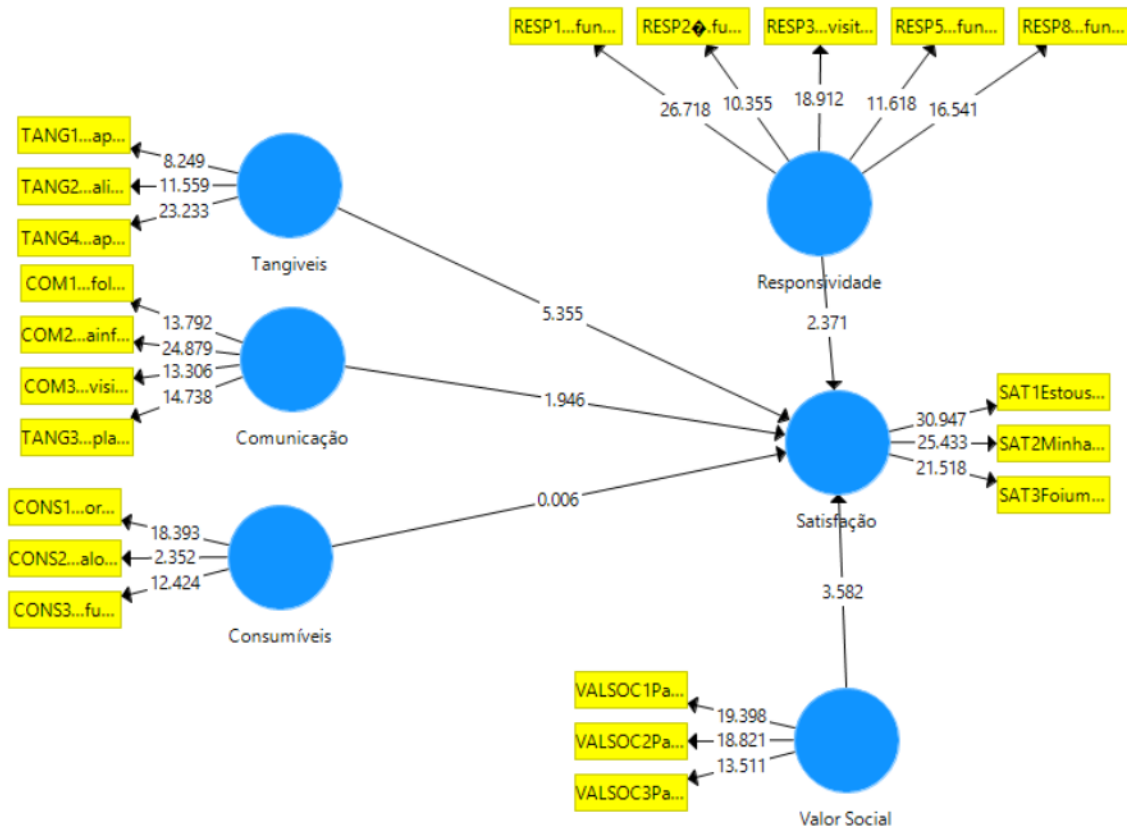 RESP1...fun...
RESP2�.fu...
RESP3...visit...
RESP5...fun...
RESP8...fun...
26.718
10.355
18.912
11.618
16.541
Responsividade
2.371
TANG1...ap...
TANG2...ali...
TANG4...ap...
8.249
11.559
23.233
Tangiveis
5.355
COM1...fol...
COM2...ainf...
COM3...visi...
TANG3...pla...
13.792
24.879
13.306
14.738
Comunicação
1.946
CONS1...or...
CONS2...alo...
CONS3...fu...
18.393
2.352
12.424
Consumíveis
0.006
SAT1Estous...
SAT2Minha...
SAT3Foium...
30.947
25.433
21.518
Satisfação
3.582
VALSOC1Pa...
VALSOC2Pa...
VALSOC3Pa...
19.398
18.821
13.511
Valor Social